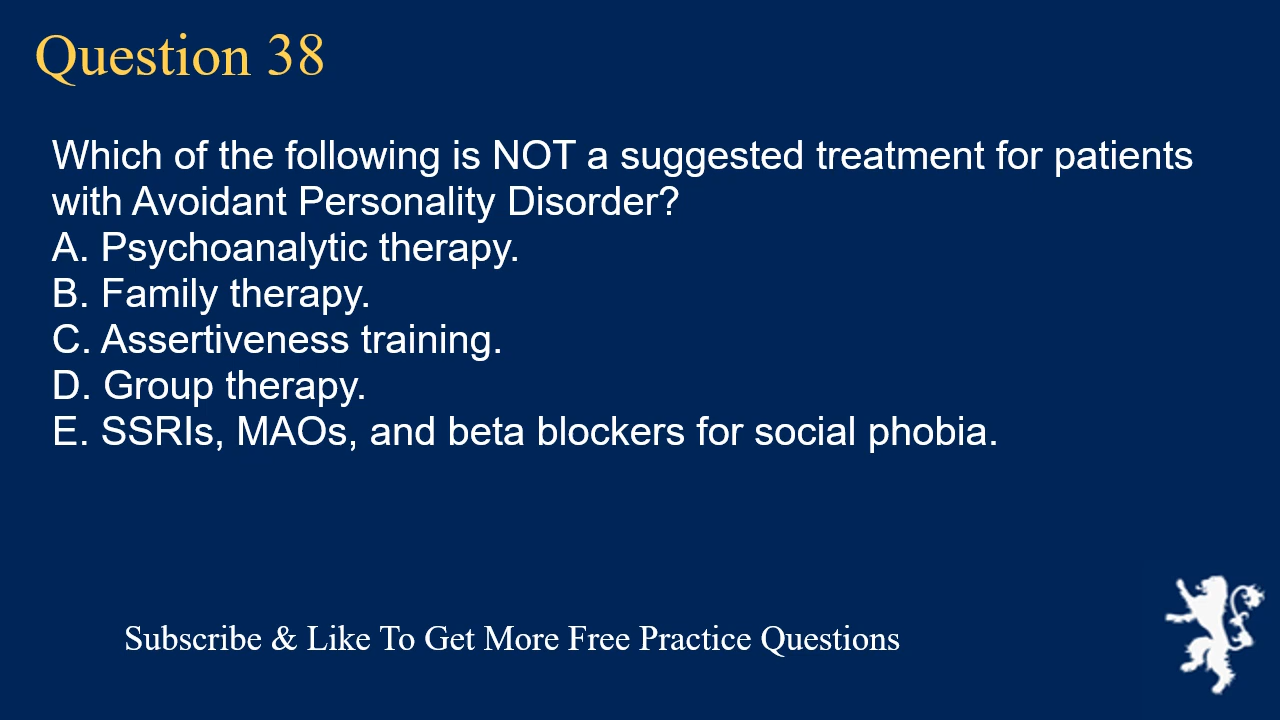 Question 38
Which of the following is NOT a suggested treatment for patients
with Avoidant Personality Disorder?
A. Psychoanalytic therapy.
B. Family therapy.
C. Assertiveness training.
D. Group therapy.
E. SSRIs, MAOs, and beta blockers for social phobia.
Subscribe & Like To Get More Free Practice Questions